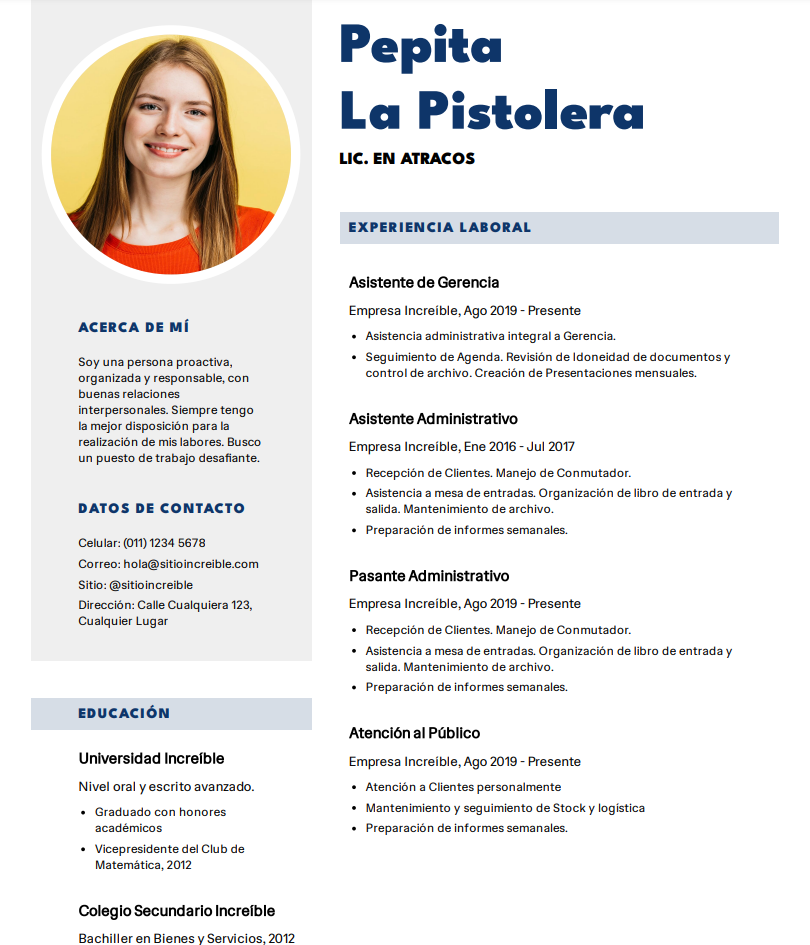 Pepita
La Pistolera
LIC. EN ATRACOS
ACERCA DE MÍ
Soy una persona proactiva,
organizada y responsable, con
buenas relaciones
interpersonales. Siempre tengo
la mejor disposición para la
realización de mis labores. Busco
un puesto de trabajo desafiante.
DATOS DE CONTACTO
Celular: (011) 1234 5678
Correo: hola@sitioincreible.com
Sitio: @sitioincreible
Dirección: Calle Cualquiera 123,
Cualquier Lugar
EDUCACIÓN
Universidad Increíble
Nivel oral y escrito avanzado.
• Graduado con honores
académicos
• Vicepresidente del Club de
Matemática, 2012
Colegio Secundario Increíble
Bachiller en Bienes y Servicios, 2012
EXPERIENCIA LABORAL
Asistente de Gerencia
Empresa Increíble, Ago 2019 - Presente
• Asistencia administrativa integral a Gerencia.
• Seguimiento de Agenda. Revisión de Idoneidad de documentos y
control de archivo. Creación de Presentaciones mensuales.
Asistente Administrativo
Empresa Increíble, Ene 2016 - Jul 2017
• Recepción de Clientes. Manejo de Conmutador.
• Asistencia a mesa de entradas. Organización de libro de entrada y
salida. Mantenimiento de archivo.
• Preparación de informes semanales.
Pasante Administrativo
Empresa Increíble, Ago 2019 - Presente
• Recepción de Clientes. Manejo de Conmutador.
• Asistencia a mesa de entradas. Organización de libro de entrada y
salida. Mantenimiento de archivo.
• Preparación de informes semanales.
Atención al Público
Empresa Increíble, Ago 2019 - Presente
• Atención a Clientes personalmente
• Mantenimiento y seguimiento de Stock y logística
• Preparación de informes semanales.